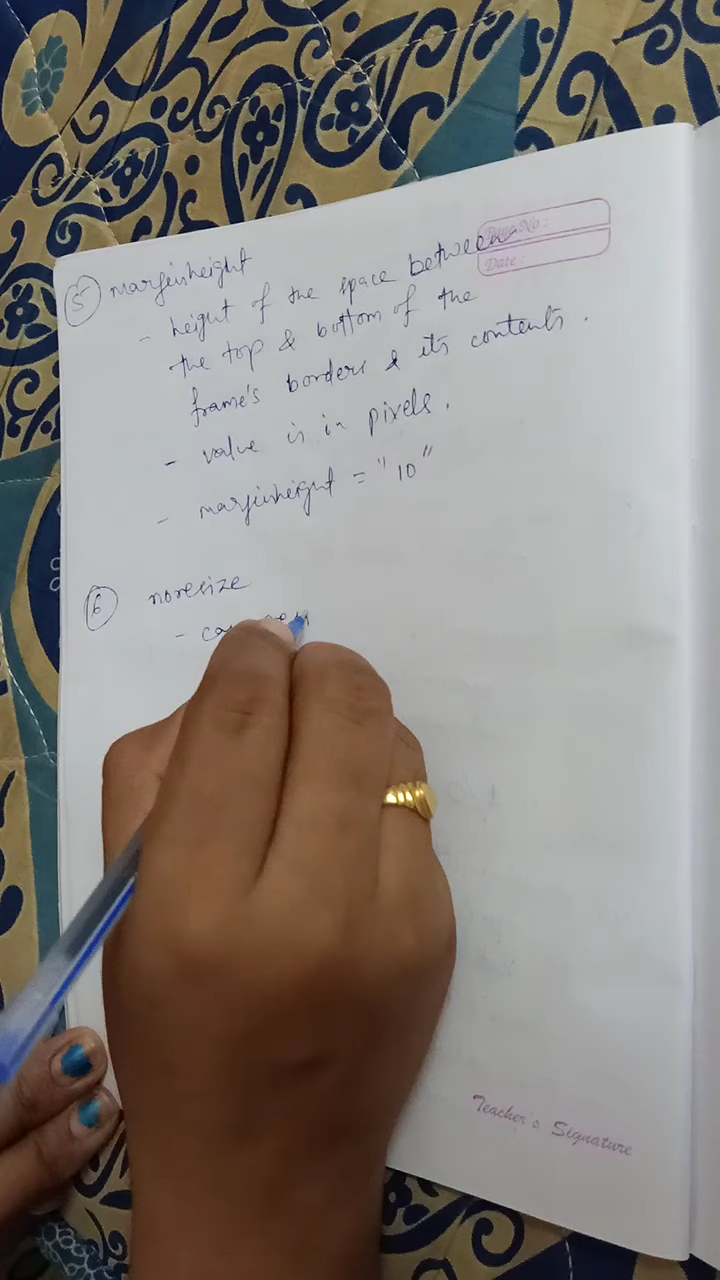 Page No :
Date :
5 marginheight
- height of the space between
the top & bottom of the
frame's borders & its contents.
- value is in pixels.
- marginheight = "10"
6 noresize
Teacher's Signature